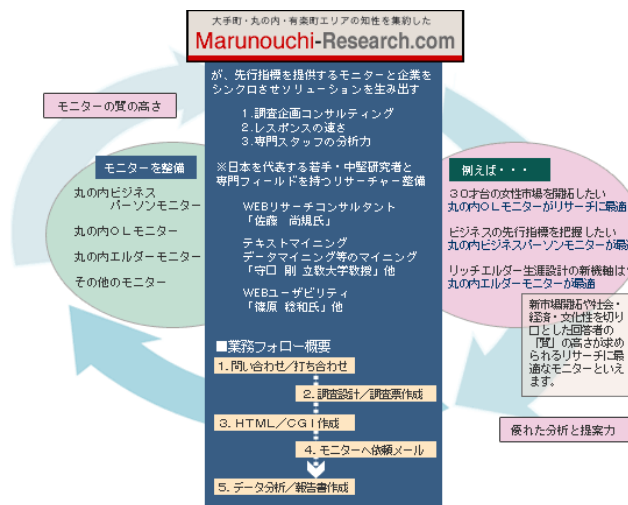 大手町・丸の内・有楽町エリアの知性を集約した
Marunouchi-Research.com
が、先行指標を提供するモニターと企業を
シンクロさせソリューションを生み出す
1.調査企画コンサルティング
2.レスポンスの速さ
3.専門スタッフの分析力
※日本を代表する若手・中堅研究者と
専門フィールドを持つリサーチャー整備
WEBリサーチコンサルタント
「佐藤 尚規氏」
テキストマイニング
データマイニング等のマイニング
「守口 剛 立教大学教授」他
WEBユーザビリティ
「篠原 稔和氏」他
■業務フォロー概要
1.問い合わせ/打ち合わせ
2.調査設計/調査票作成
3.HTML/CGI作成
4.モニターへ依頼メール
5.データ分析/報告書作成
モニターの質の高さ
モニターを整備
丸の内ビジネス
パーソンモニター
丸の内OLモニター
丸の内エルダーモニター
その他のモニター
例えば・・・
30才台の女性市場を開拓したい
丸の内OLモニターがリサーチに最適
ビジネスの先行指標を把握したい
丸の内ビジネスパーソンモニターが最
リッチエルダー生涯設計の新機軸は
丸の内エルダーモニターが最適
新市場開拓や社会・
経済・文化性を切り
口とした回答者の
「質」の高さが求め
られるリサーチに最
適なモニターといえ
ます。
優れた分析と提案力